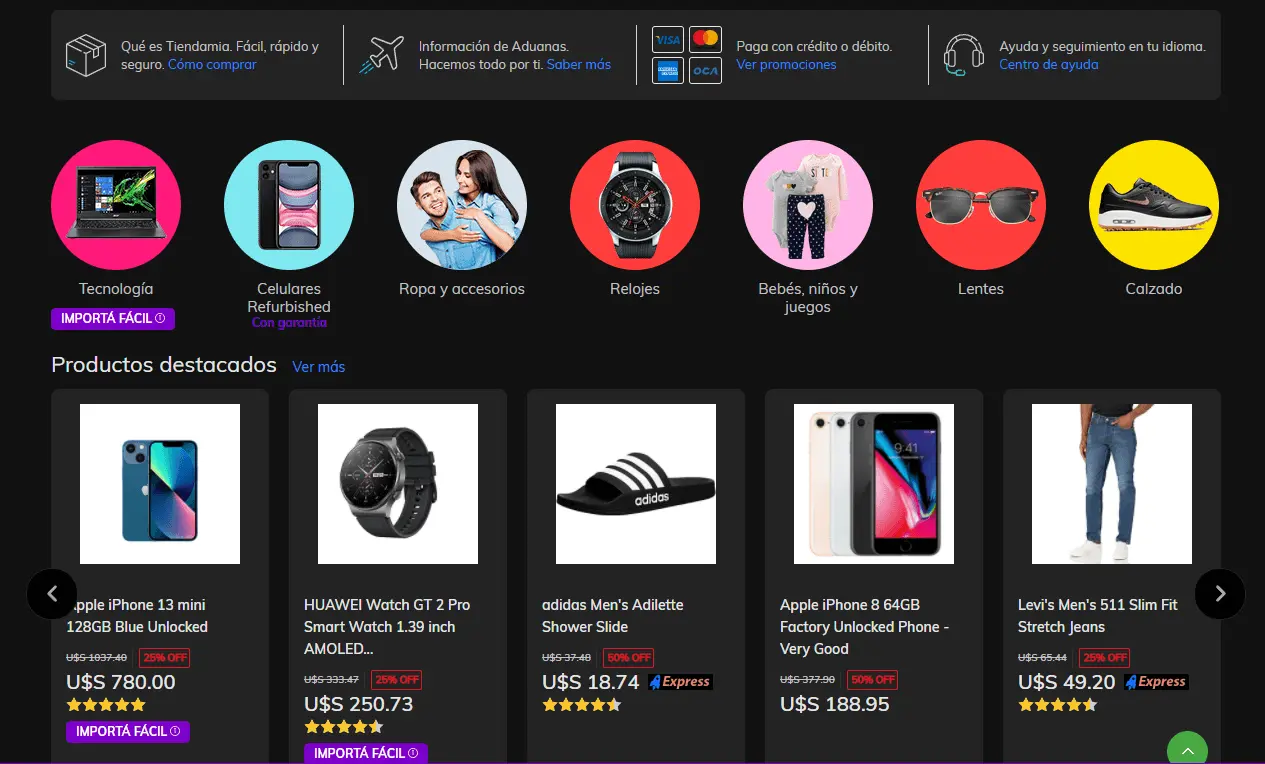 Qué es Tiendamia. Fácil, rápido y
seguro. Cómo comprar
Información de Aduanas.
Hacemos todo por ti. Saber más
VISA
AMERICAN EXPRESS
OCA
Paga con crédito o débito.
Ver promociones
Ayuda y seguimiento en tu idioma.
Centro de ayuda
Tecnología
IMPORTÁ FÁCIL
Celulares
Refurbished
Con garantía
Ropa y accesorios
Relojes
Bebés, niños y
juegos
Lentes
Calzado
Productos destacados Ver más
Apple iPhone 13 mini
128GB Blue Unlocked
U$S 1037.40 25% OFF
U$S 780.00
IMPORTÁ FÁCIL
HUAWEI Watch GT 2 Pro
Smart Watch 1.39 inch
AMOLED...
U$S 333.47 25% OFF
U$S 250.73
IMPORTÁ FÁCIL
adidas
adidas Men's Adilette
Shower Slide
U$S 37.48 50% OFF
U$S 18.74 Express
9:41
Apple iPhone 8 64GB
Factory Unlocked Phone -
Very Good
U$S 377.90 50% OFF
U$S 188.95
Levi's Men's 511 Slim Fit
Stretch Jeans
U$S 65.44 25% OFF
U$S 49.20 Express